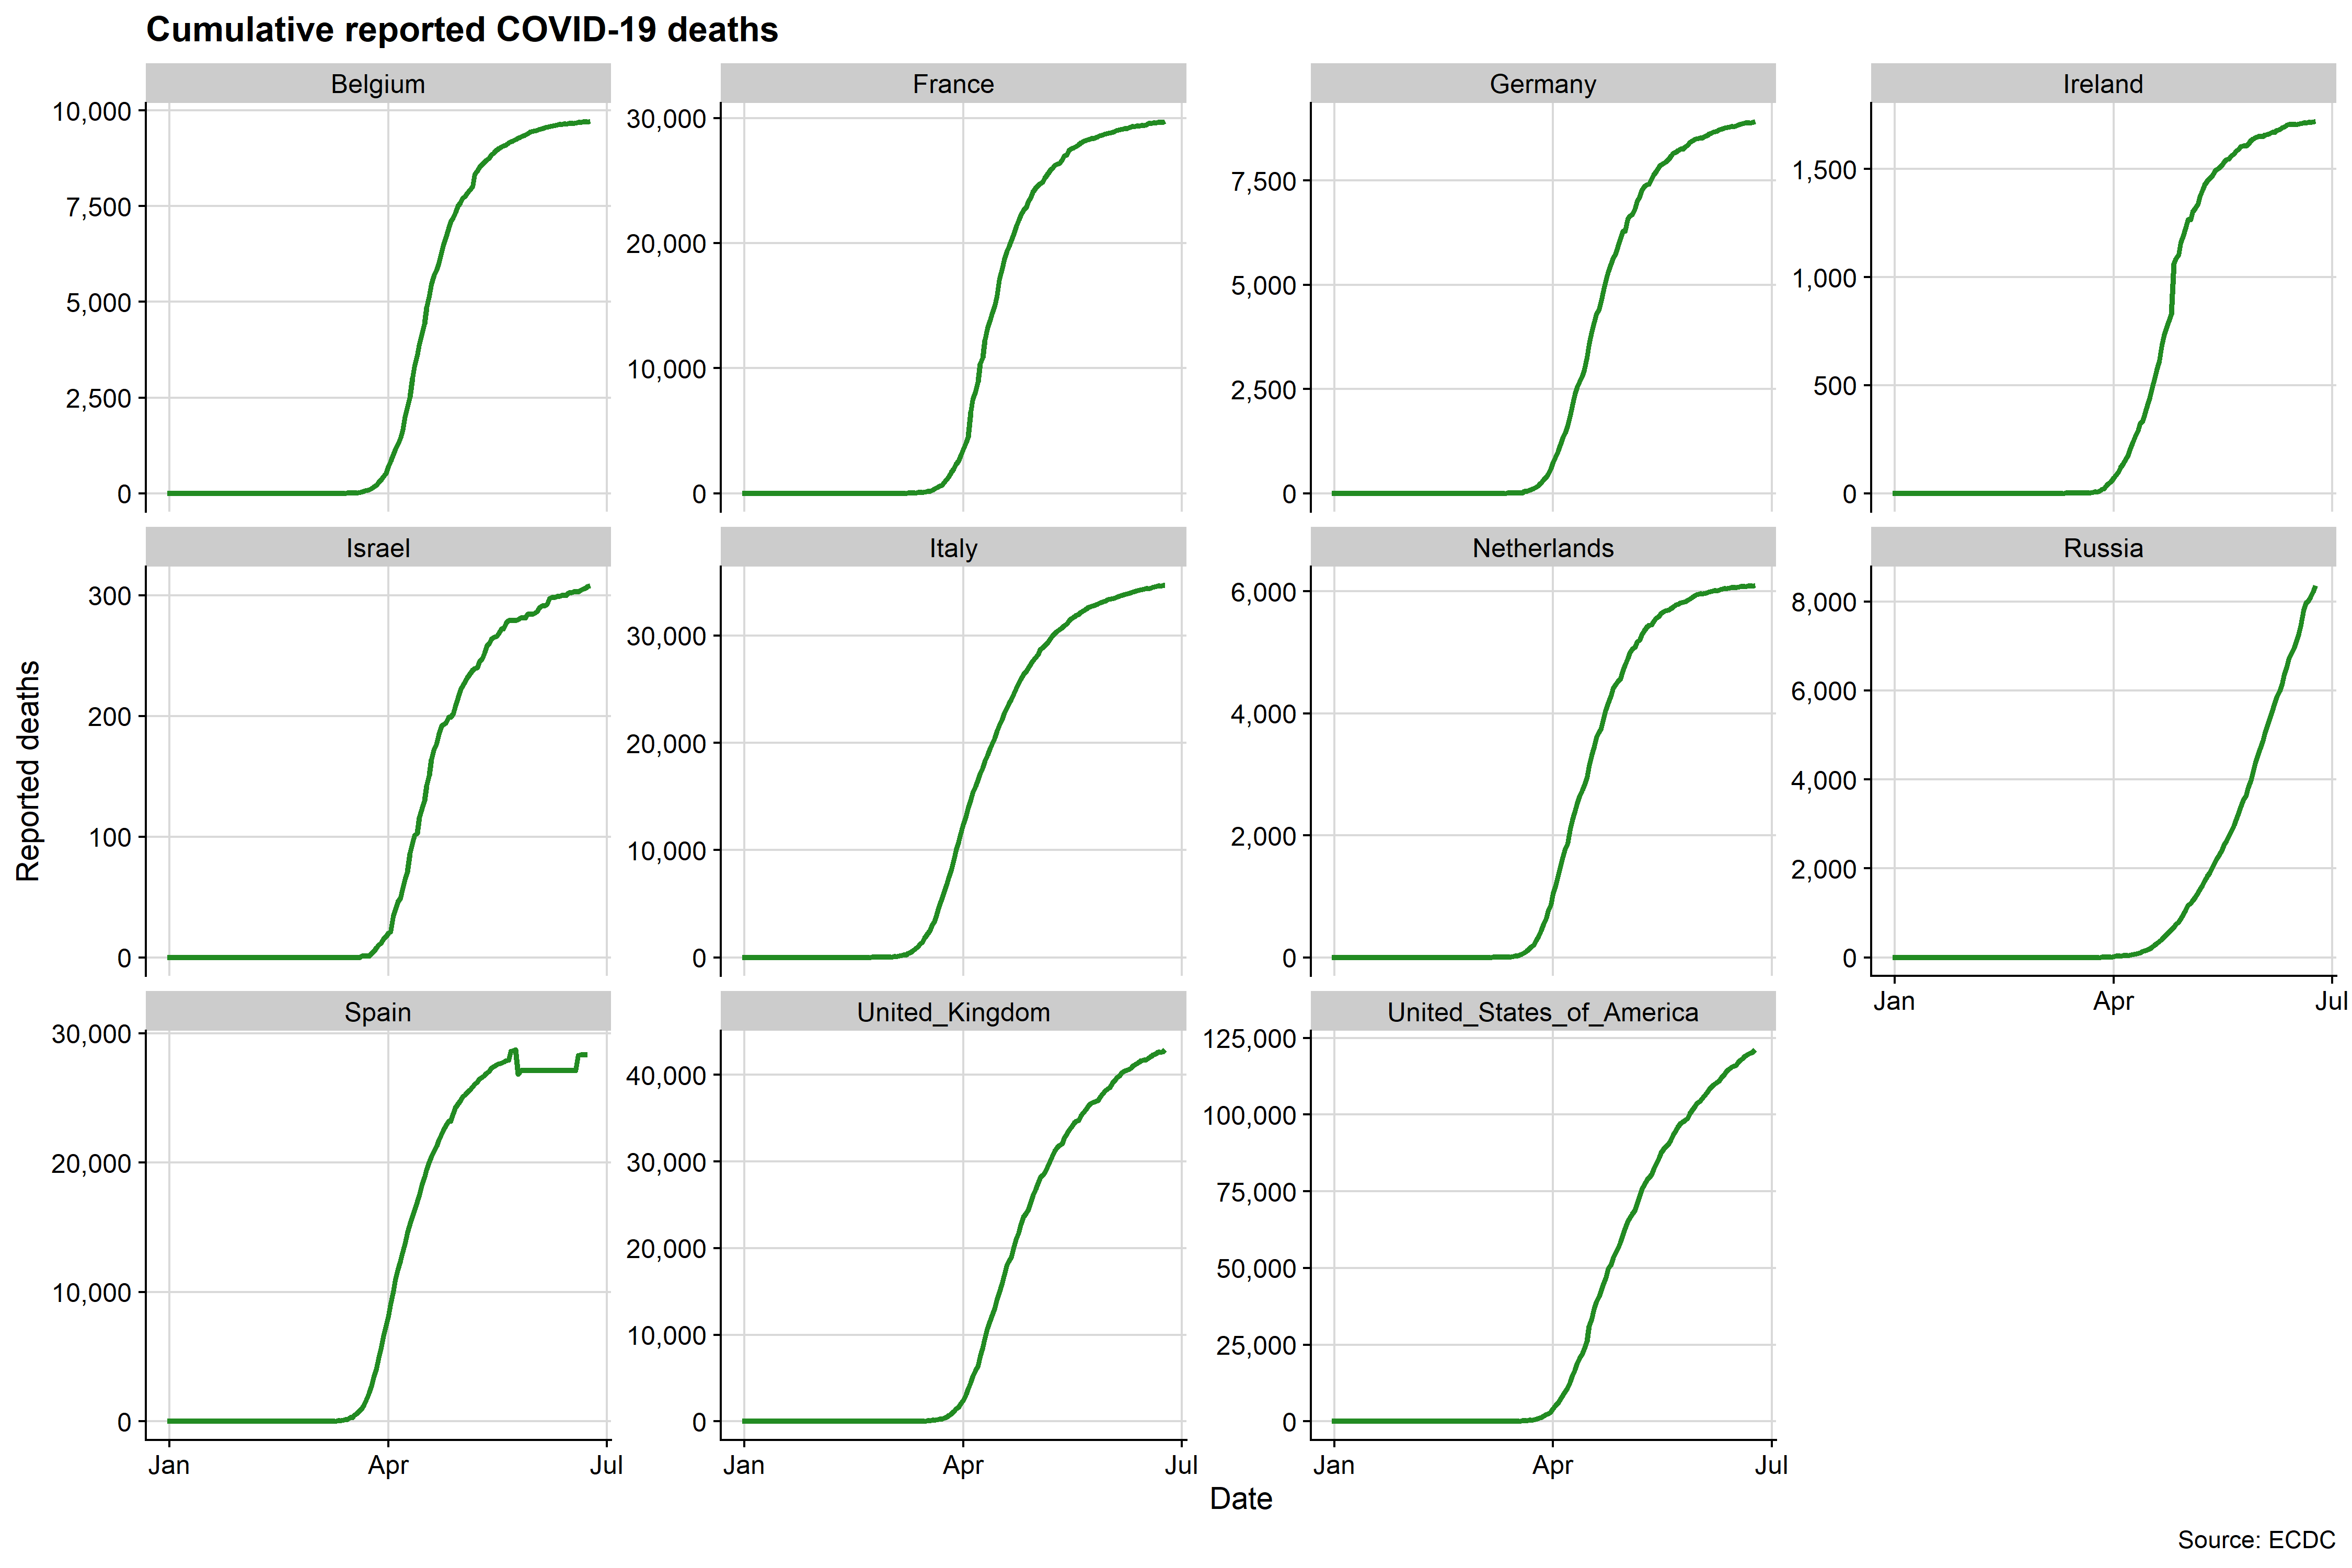 Cumulative reported COVID-19 deaths
Belgium
France
Germany
Ireland
10,000
7,500
5,000
2,500
0
30,000
20,000
10,000
0
7,500
5,000
2,500
0
1,500
1,000
500
0
Israel
Italy
Netherlands
Russia
300
200
100
0
30,000
20,000
10,000
0
6,000
4,000
2,000
0
8,000
6,000
4,000
2,000
0
Jan
Apr
Jul
Spain
United_Kingdom
United_States_of_America
30,000
20,000
10,000
0
40,000
30,000
20,000
10,000
0
125,000
100,000
75,000
50,000
25,000
0
Jan
Apr
Jul
Jan
Apr
Jul
Jan
Apr
Jul
Reported deaths
Date
Source: ECDC